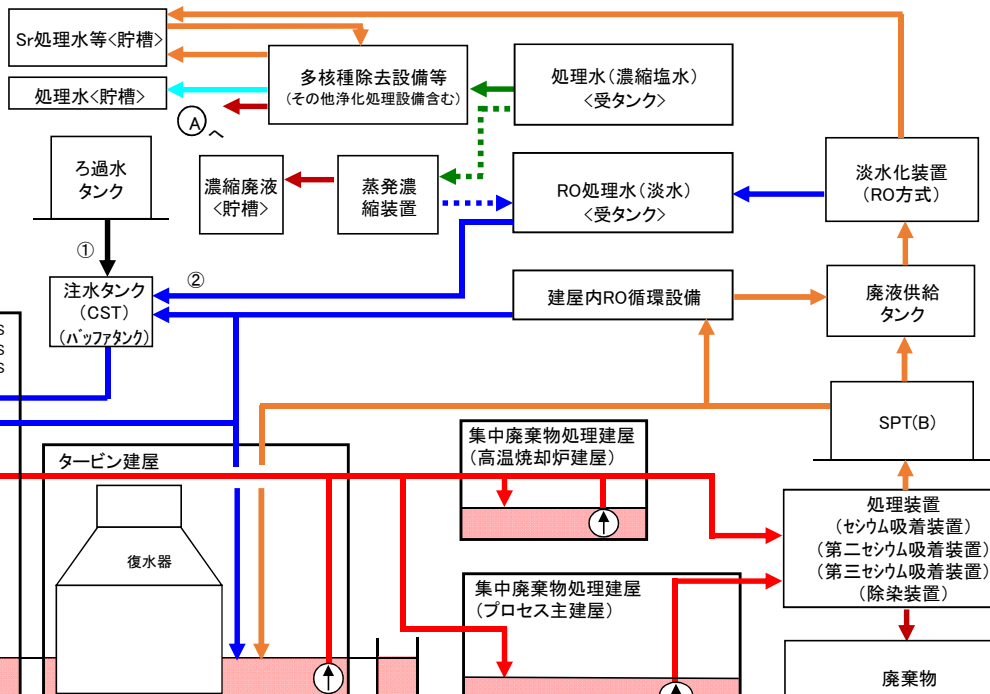 Sr処理水等<貯槽>
処理水<貯槽>
多核種除去設備等
(その他浄化処理設備含む)
処理水(濃縮塩水)
<受タンク>
Aへ
ろ過水
タンク
濃縮廃液
<貯槽>
蒸発濃
縮装置
RO処理水(淡水)
<受タンク>
淡水化装置
(RO方式)
①
②
注水タンク
(CST)
(バッファタンク)
建屋内RO循環設備
廃液供給
タンク
S
S
S
SPT(B)
タービン建屋
復水器
集中廃棄物処理建屋
(高温焼却炉建屋)
処理装置
(セシウム吸着装置)
(第二セシウム吸着装置)
(第三セシウム吸着装置)
(除染装置)
集中廃棄物処理建屋
(プロセス主建屋)
廃棄物